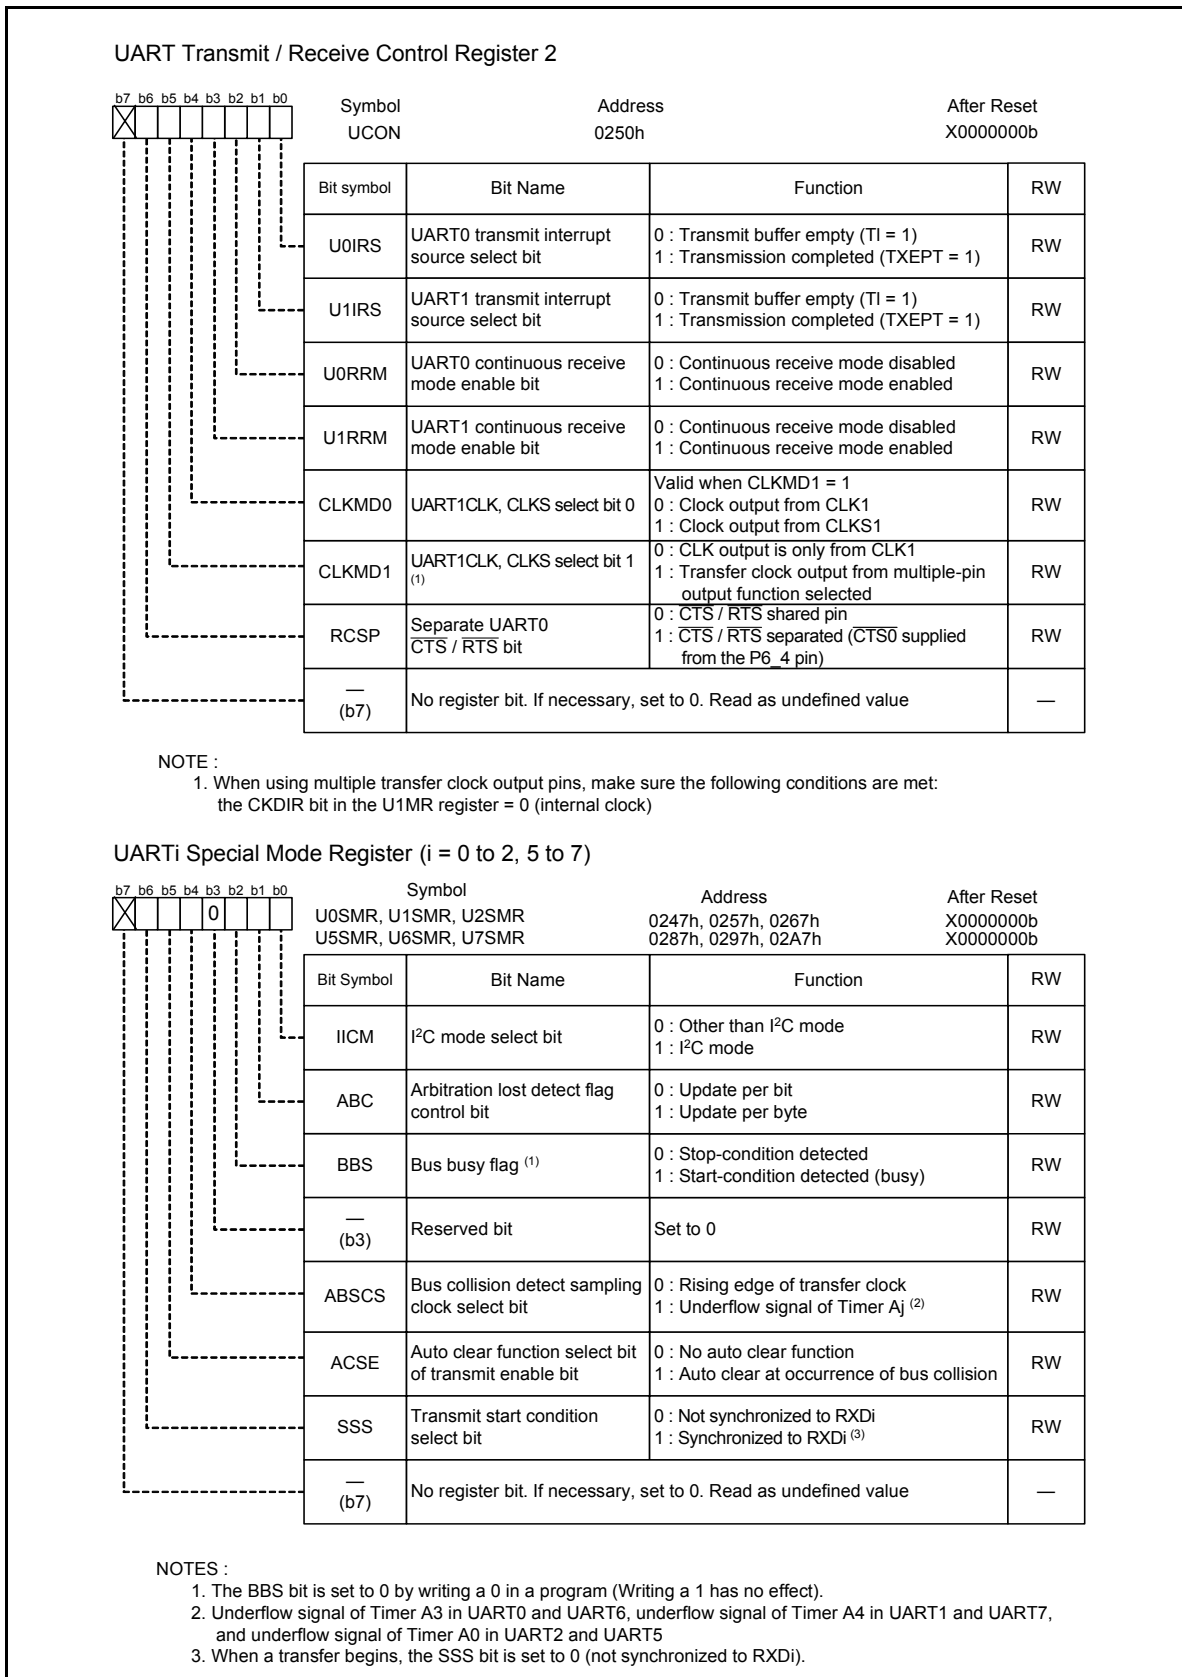 UART Transmit / Receive Control Register 2
b7 b6 b5 b4 b3 b2 b1 b0
Symbol Address After Reset
UCON 0250h X0000000b
Bit symbol Bit Name Function RW
U0IRS UART0 transmit interrupt source select bit 0 : Transmit buffer empty (TI = 1) 1 : Transmission completed (TXEPT = 1) RW
U1IRS UART1 transmit interrupt source select bit 0 : Transmit buffer empty (TI = 1) 1 : Transmission completed (TXEPT = 1) RW
U0RRM UART0 continuous receive mode enable bit 0 : Continuous receive mode disabled 1 : Continuous receive mode enabled RW
U1RRM UART1 continuous receive mode enable bit 0 : Continuous receive mode disabled 1 : Continuous receive mode enabled RW
CLKMD0 UART1CLK, CLKS select bit 0 Valid when CLKMD1 = 1 0 : Clock output from CLK1 1 : Clock output from CLKS1 RW
CLKMD1 UART1CLK, CLKS select bit 1 (1) 0 : CLK output is only from CLK1 1 : Transfer clock output from multiple-pin output function selected RW
RCSP Separate UART0 CTS / RTS bit 0 : CTS / RTS shared pin 1 : CTS / RTS separated (CTS0 supplied from the P6_4 pin) RW
— (b7) No register bit. If necessary, set to 0. Read as undefined value —
NOTE :
1. When using multiple transfer clock output pins, make sure the following conditions are met:
the CKDIR bit in the U1MR register = 0 (internal clock)
UARTi Special Mode Register (i = 0 to 2, 5 to 7)
b7 b6 b5 b4 b3 b2 b1 b0
0
Symbol Address After Reset
U0SMR, U1SMR, U2SMR 0247h, 0257h, 0267h X0000000b
U5SMR, U6SMR, U7SMR 0287h, 0297h, 02A7h X0000000b
Bit Symbol Bit Name Function RW
IICM I²C mode select bit 0 : Other than I²C mode 1 : I²C mode RW
ABC Arbitration lost detect flag control bit 0 : Update per bit 1 : Update per byte RW
BBS Bus busy flag (1) 0 : Stop-condition detected 1 : Start-condition detected (busy) RW
— (b3) Reserved bit Set to 0 RW
ABSCS Bus collision detect sampling clock select bit 0 : Rising edge of transfer clock 1 : Underflow signal of Timer Aj (2) RW
ACSE Auto clear function select bit of transmit enable bit 0 : No auto clear function 1 : Auto clear at occurrence of bus collision RW
SSS Transmit start condition select bit 0 : Not synchronized to RXDi 1 : Synchronized to RXDi (3) RW
— (b7) No register bit. If necessary, set to 0. Read as undefined value —
NOTES :
1. The BBS bit is set to 0 by writing a 0 in a program (Writing a 1 has no effect).
2. Underflow signal of Timer A3 in UART0 and UART6, underflow signal of Timer A4 in UART1 and UART7,
and underflow signal of Timer A0 in UART2 and UART5
3. When a transfer begins, the SSS bit is set to 0 (not synchronized to RXDi).